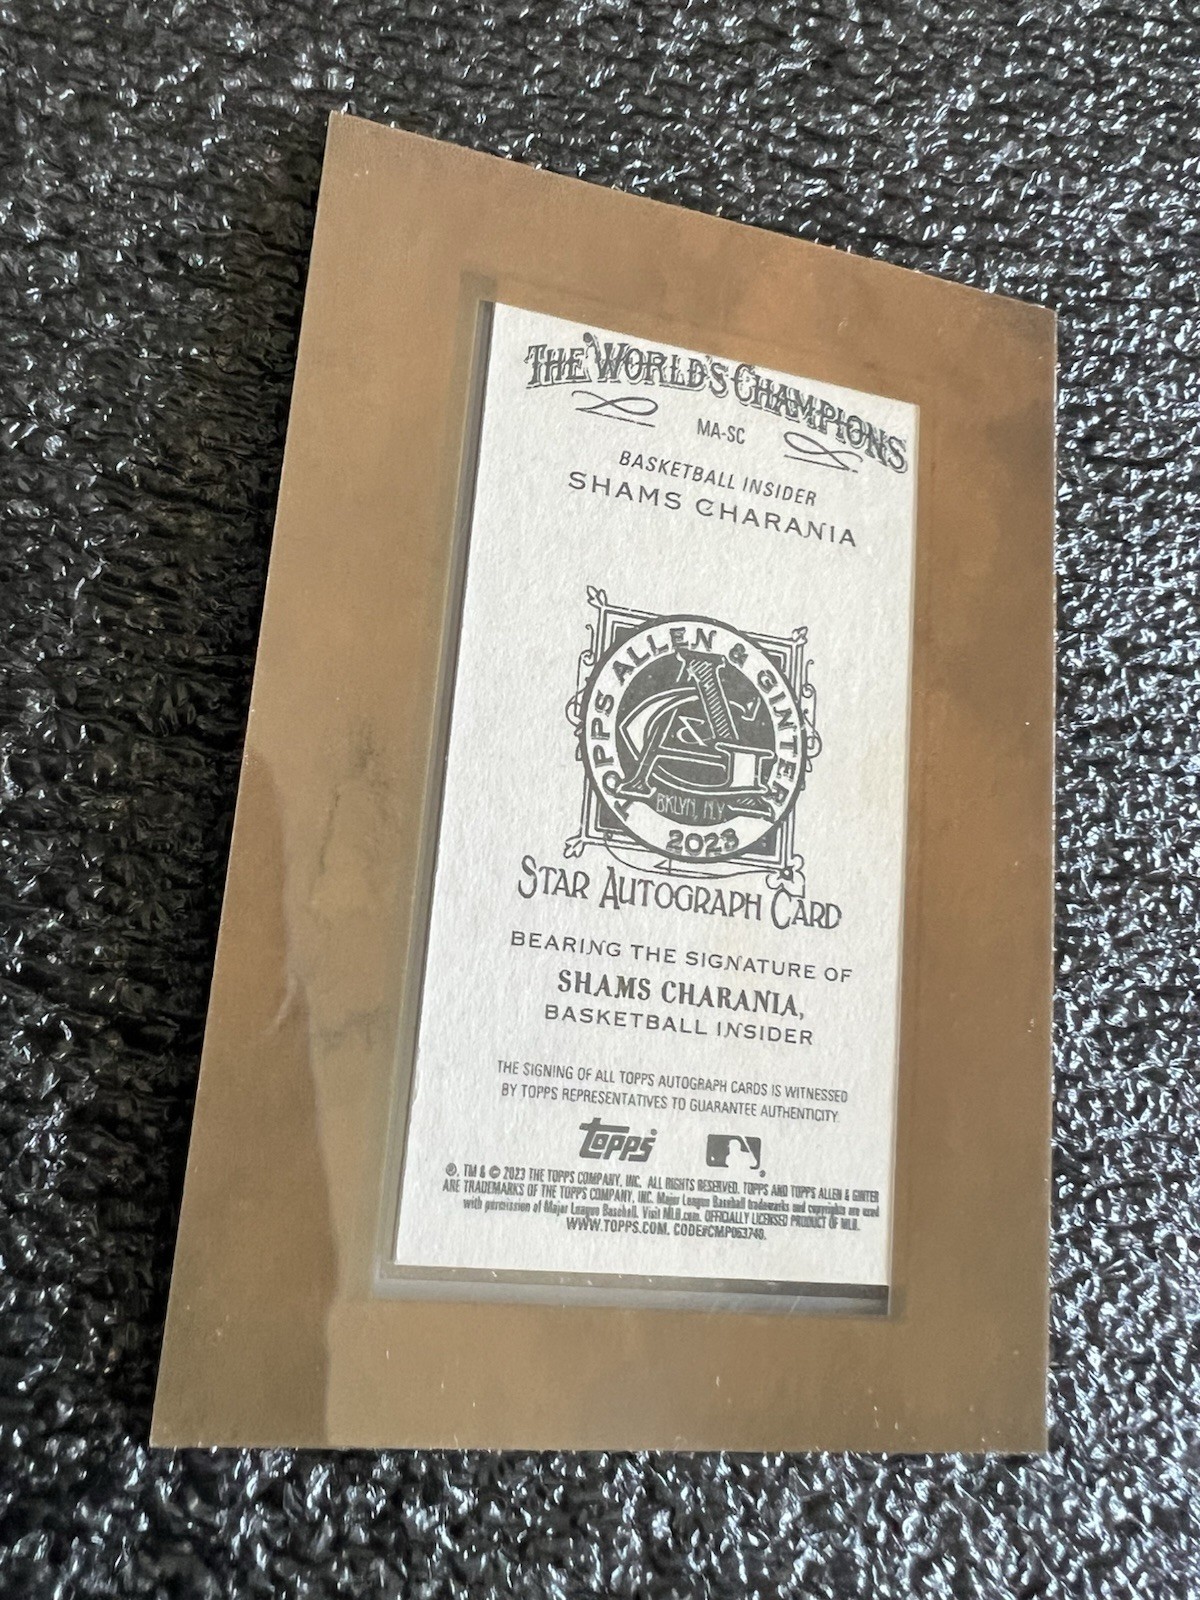 THE WORLD'S CHAMPIONS
MA-SC
BASKETBALL INSIDER
SHAMS CHARANIA
TOPPS ALLEN & GINTER
A&G
BKLYN, N.Y.
2023
STAR AUTOGRAPH CARD
BEARING THE SIGNATURE OF
SHAMS CHARANIA,
BASKETBALL INSIDER
THE SIGNING OF ALL TOPPS AUTOGRAPH CARDS IS WITNESSED
BY TOPPS REPRESENTATIVES TO GUARANTEE AUTHENTICITY.
topps
®, TM & © 2023 THE TOPPS COMPANY, INC. ALL RIGHTS RESERVED. TOPPS AND TOPPS ALLEN & GINTER
ARE TRADEMARKS OF THE TOPPS COMPANY, INC. Major League Baseball trademarks and copyrights are used
with permission of Major League Baseball. Visit MLB.com. OFFICIALLY LICENSED PRODUCT OF MLB.
WWW.TOPPS.COM. CODE#CMP063740.